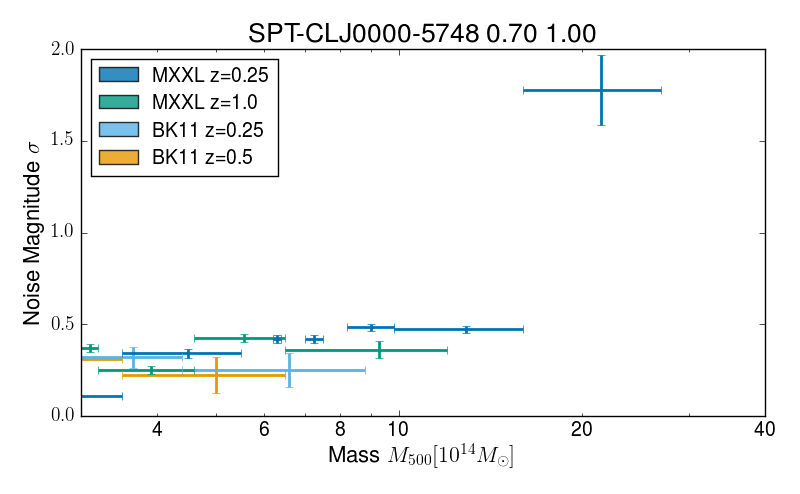 SPT-CLJ0000-5748 0.70 1.00
MXXL z=0.25
MXXL z=1.0
BK11 z=0.25
BK11 z=0.5
Noise Magnitude σ
2.0
1.5
1.0
0.5
0.0
4 6 8 10 20 40
Mass M₅₀₀[10¹⁴M☉]